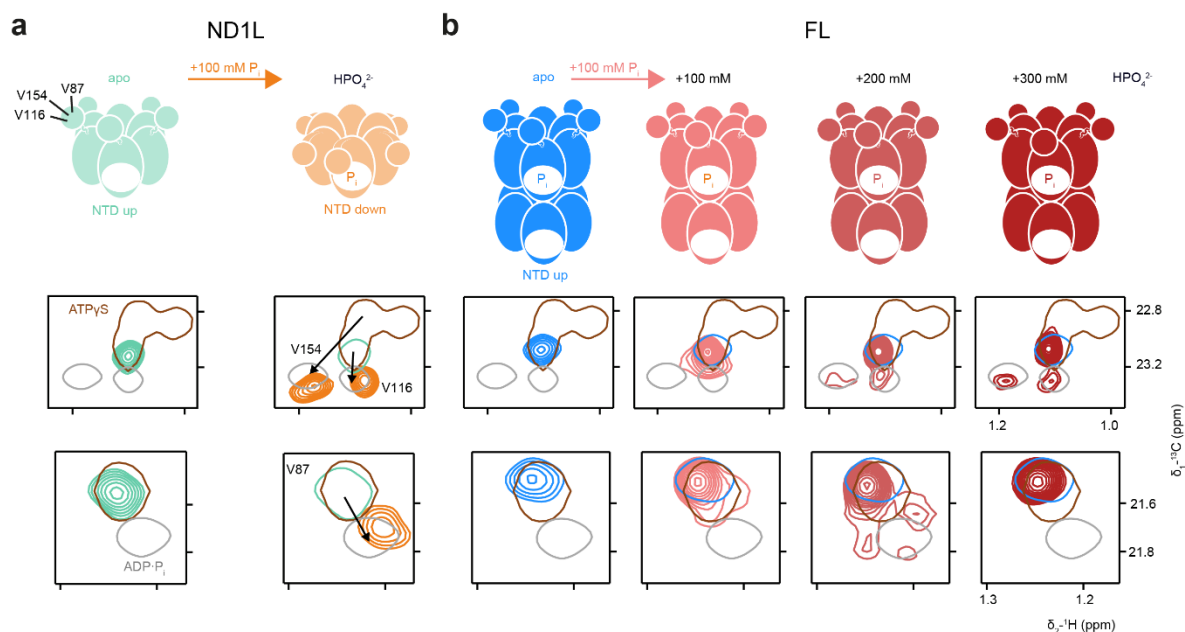 a
ND1L
b
FL
+100 mM Pi
apo
HPO₄²⁻
V154
V87
V116
Pi
NTD up
NTD down
+100 mM Pi
apo
+100 mM
+200 mM
+300 mM
HPO₄²⁻
Pi
Pi
Pi
Pi
NTD up
ATPγS
V154
V116
22.8
23.2
1.2
1.0
V87
ADP·Pi
21.6
21.8
1.3
1.2
δ₁-¹³C (ppm)
δ₂-¹H (ppm)